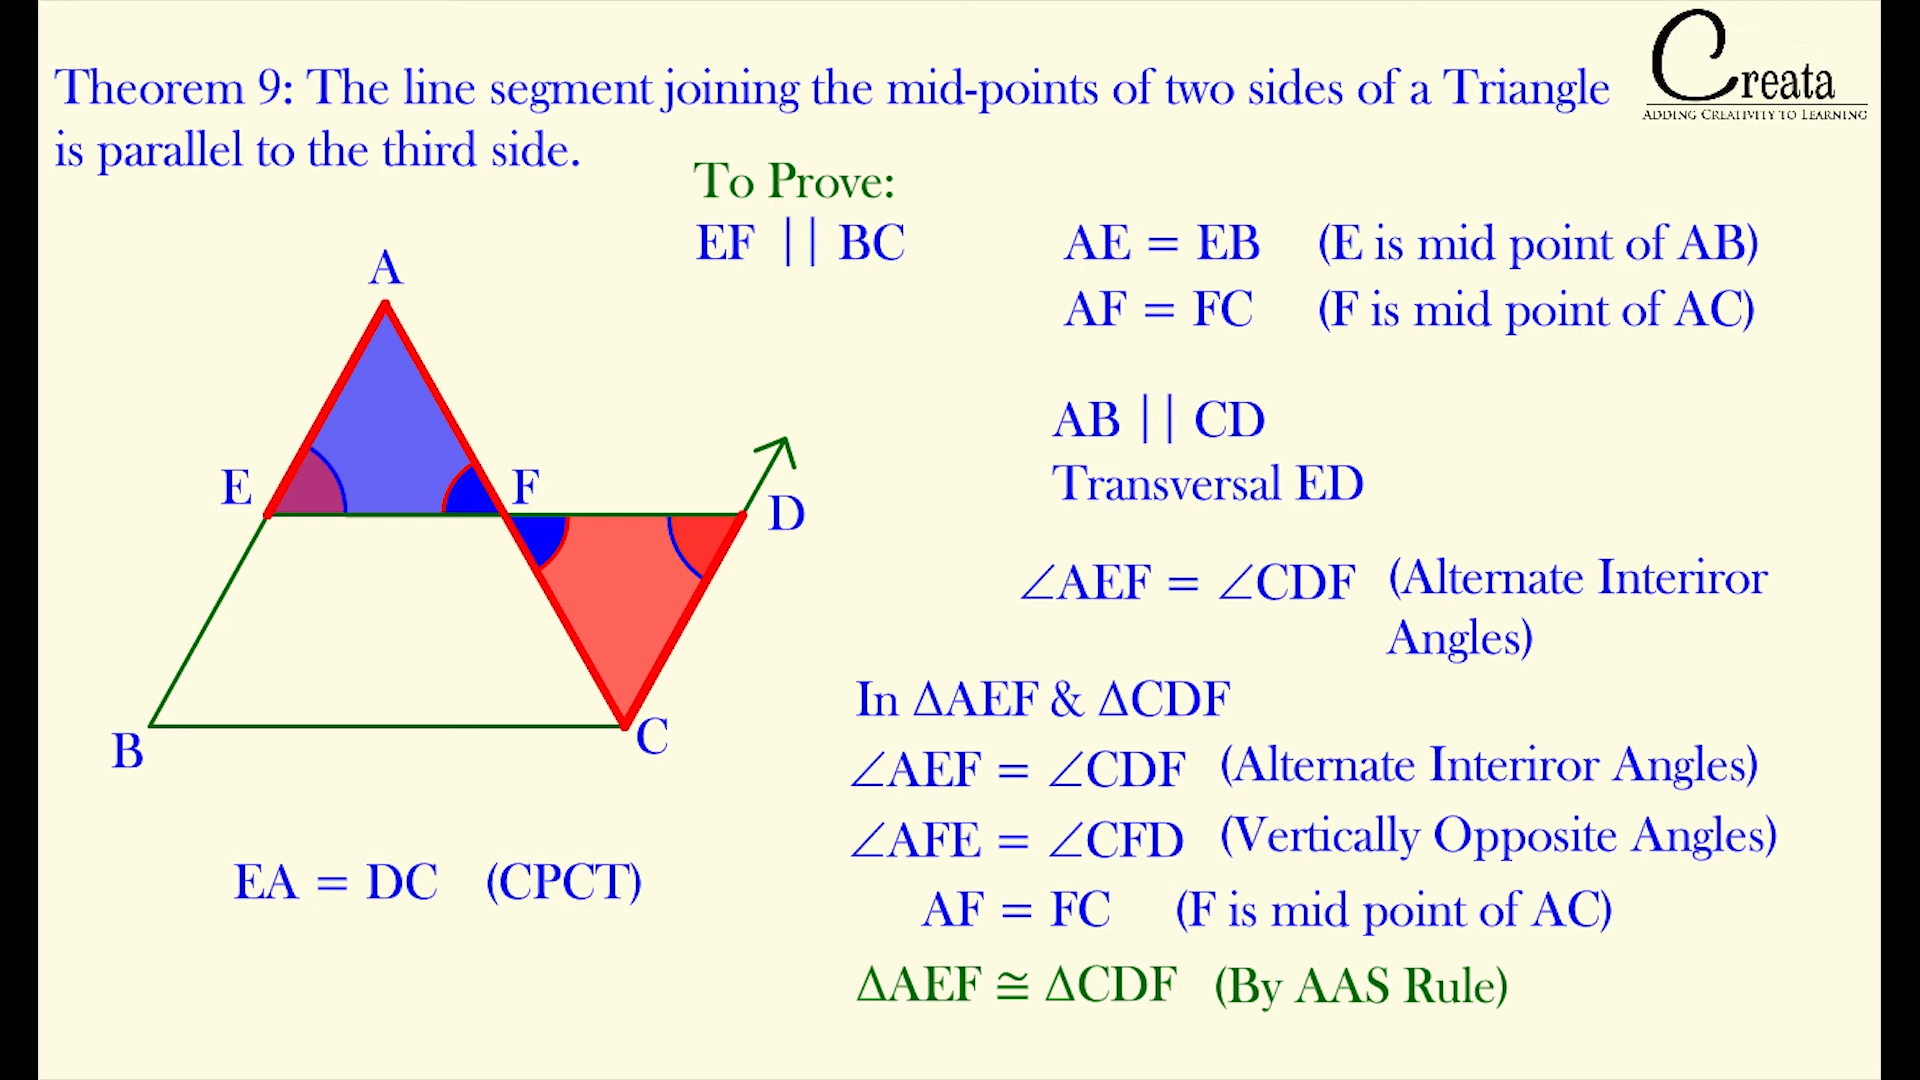 Theorem 9: The line segment joining the mid-points of two sides of a Triangle
is parallel to the third side.
Creata
ADDING CREATIVITY TO LEARNING
To Prove:
EF || BC
AE = EB (E is mid point of AB)
AF = FC (F is mid point of AC)
A
E
F
D
B
C
AB || CD
Transversal ED
∠AEF = ∠CDF (Alternate Interiror
Angles)
In ΔAEF & ΔCDF
∠AEF = ∠CDF (Alternate Interiror Angles)
∠AFE = ∠CFD (Vertically Opposite Angles)
AF = FC (F is mid point of AC)
ΔAEF ≅ ΔCDF (By AAS Rule)
EA = DC (CPCT)